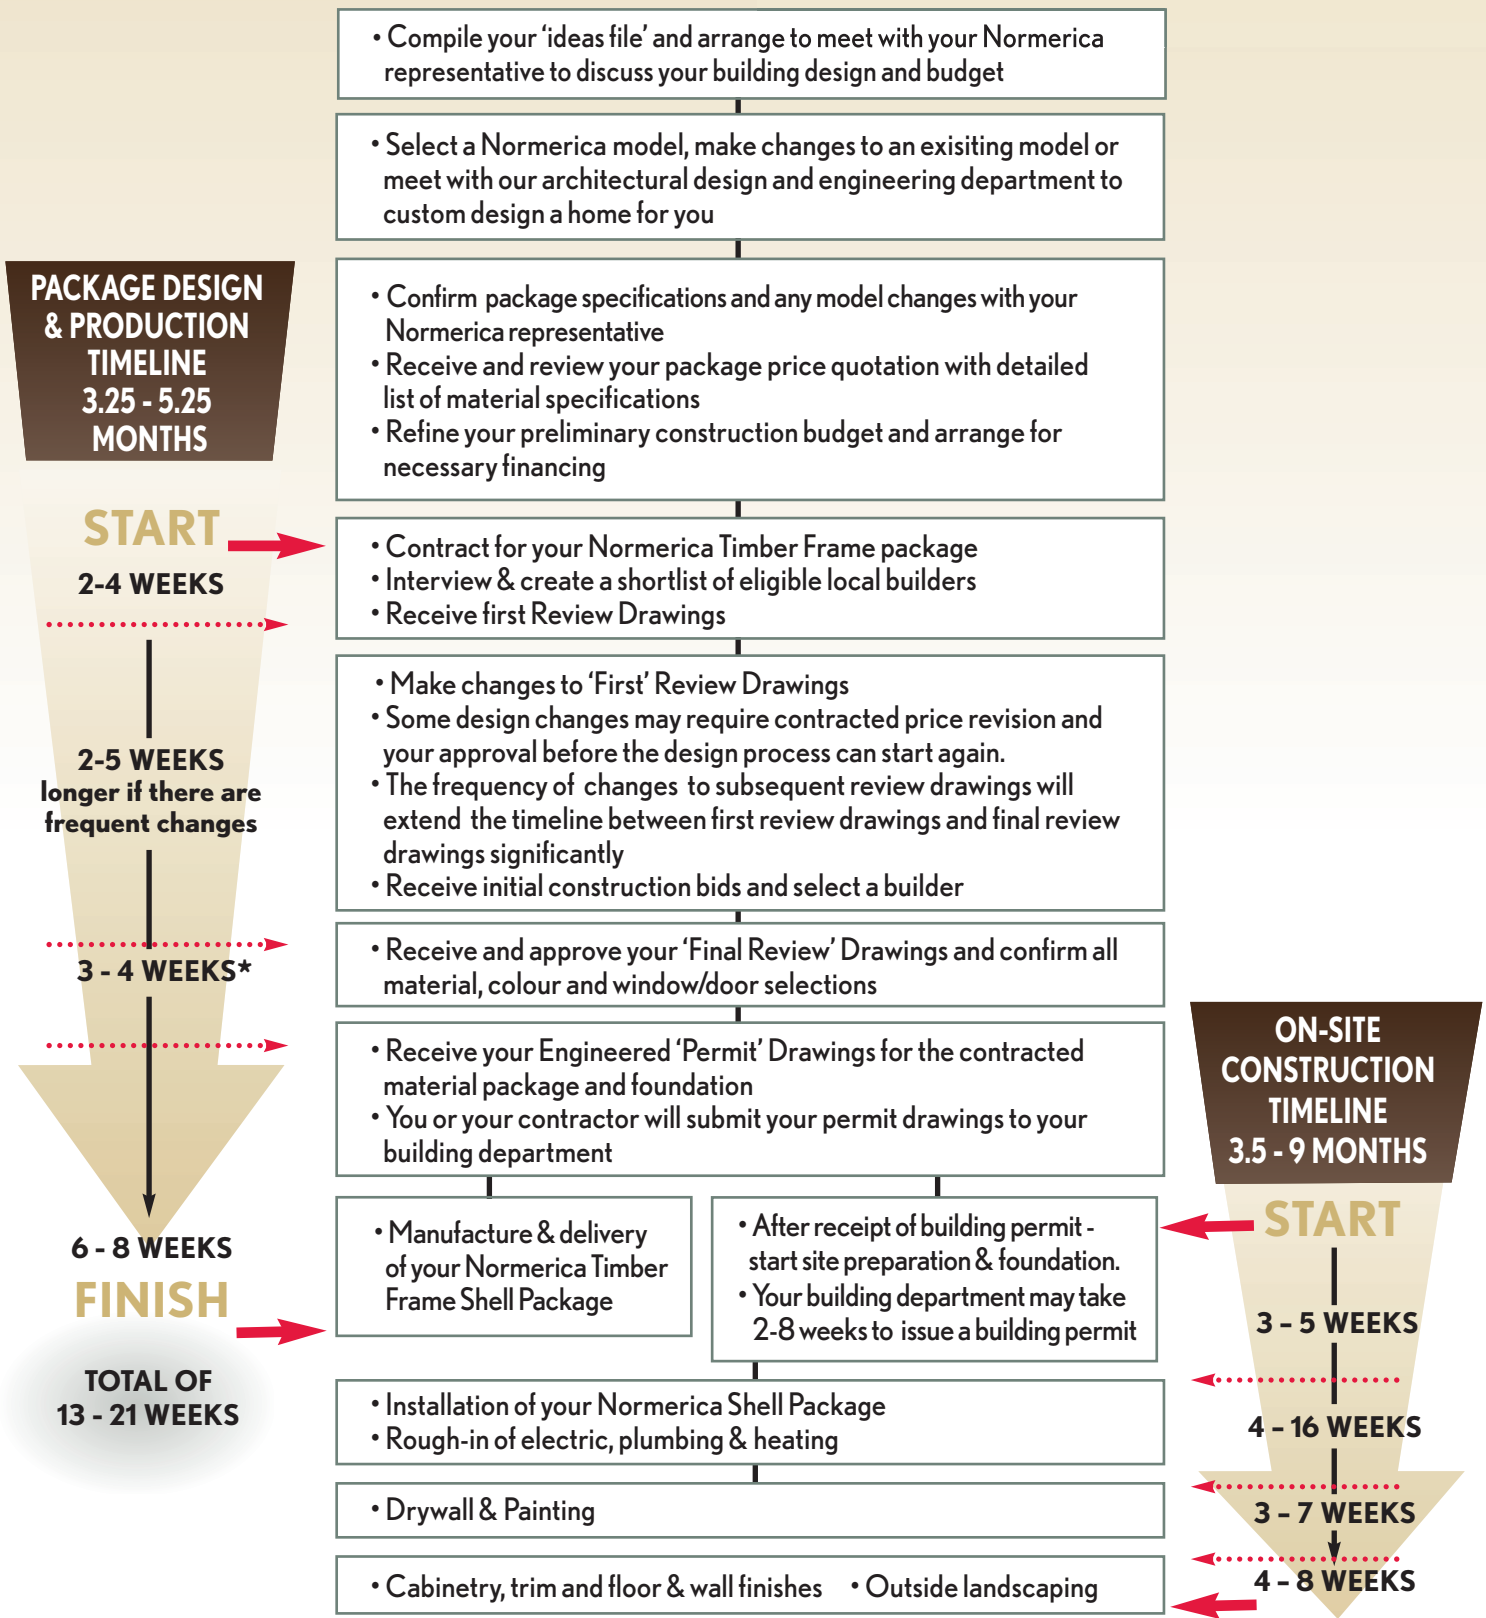 • Compile your ‘ideas file’ and arrange to meet with your Normerica
representative to discuss your building design and budget
• Select a Normerica model, make changes to an exisiting model or
meet with our architectural design and engineering department to
custom design a home for you
• Confirm package specifications and any model changes with your
Normerica representative
• Receive and review your package price quotation with detailed
list of material specifications
• Refine your preliminary construction budget and arrange for
necessary financing
• Contract for your Normerica Timber Frame package
• Interview & create a shortlist of eligible local builders
• Receive first Review Drawings
• Make changes to ‘First’ Review Drawings
• Some design changes may require contracted price revision and
your approval before the design process can start again.
• The frequency of changes to subsequent review drawings will
extend the timeline between first review drawings and final review
drawings significantly
• Receive initial construction bids and select a builder
• Receive and approve your ‘Final Review’ Drawings and confirm all
material, colour and window/door selections
• Receive your Engineered ‘Permit’ Drawings for the contracted
material package and foundation
• You or your contractor will submit your permit drawings to your
building department
• Manufacture & delivery
of your Normerica Timber
Frame Shell Package
• After receipt of building permit -
start site preparation & foundation.
• Your building department may take
2-8 weeks to issue a building permit
• Installation of your Normerica Shell Package
• Rough-in of electric, plumbing & heating
• Drywall & Painting
• Cabinetry, trim and floor & wall finishes • Outside landscaping
PACKAGE DESIGN
& PRODUCTION
TIMELINE
3.25 - 5.25
MONTHS
START
2-4 WEEKS
2-5 WEEKS
longer if there are
frequent changes
3 - 4 WEEKS*
6 - 8 WEEKS
FINISH
TOTAL OF
13 - 21 WEEKS
ON-SITE
CONSTRUCTION
TIMELINE
3.5 - 9 MONTHS
START
3 – 5 WEEKS
4 – 16 WEEKS
3 – 7 WEEKS
4 – 8 WEEKS